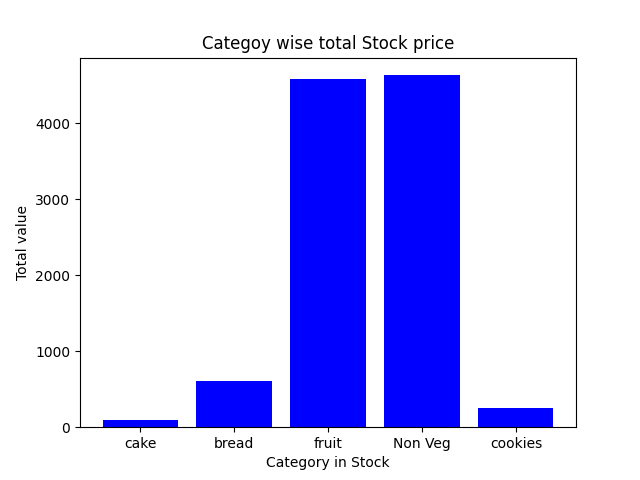 Categoy wise total Stock price
4000
3000
2000
1000
0
Total value
cake bread fruit Non Veg cookies
Category in Stock